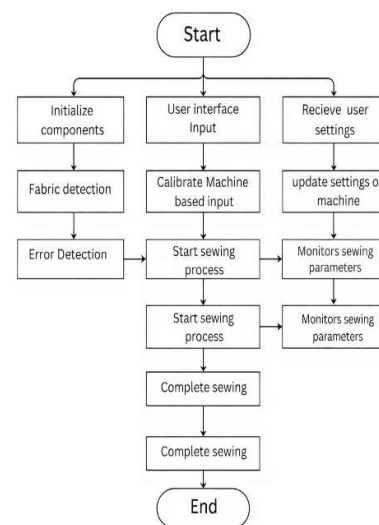 Start
Initialize
components
User interface
Input
Recieve user
settings
Fabric detection
Calibrate Machine
based input
update settings o
machine
Error Detection
Start sewing
process
Monitors sewing
parameters
Start sewing
process
Monitors sewing
parameters
Complete sewing
Complete sewing
End